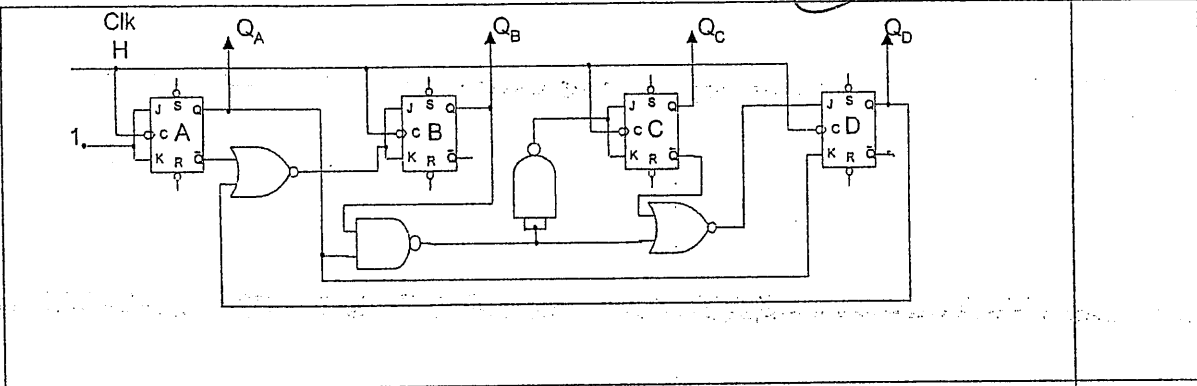 Clk
H
Q_A
Q_B
Q_C
Q_D
1
J S Q
C A
K R Q̄
J S Q
C B
K R Q̄
J S Q
C C
K R Q̄
J S Q
C D
K R Q̄